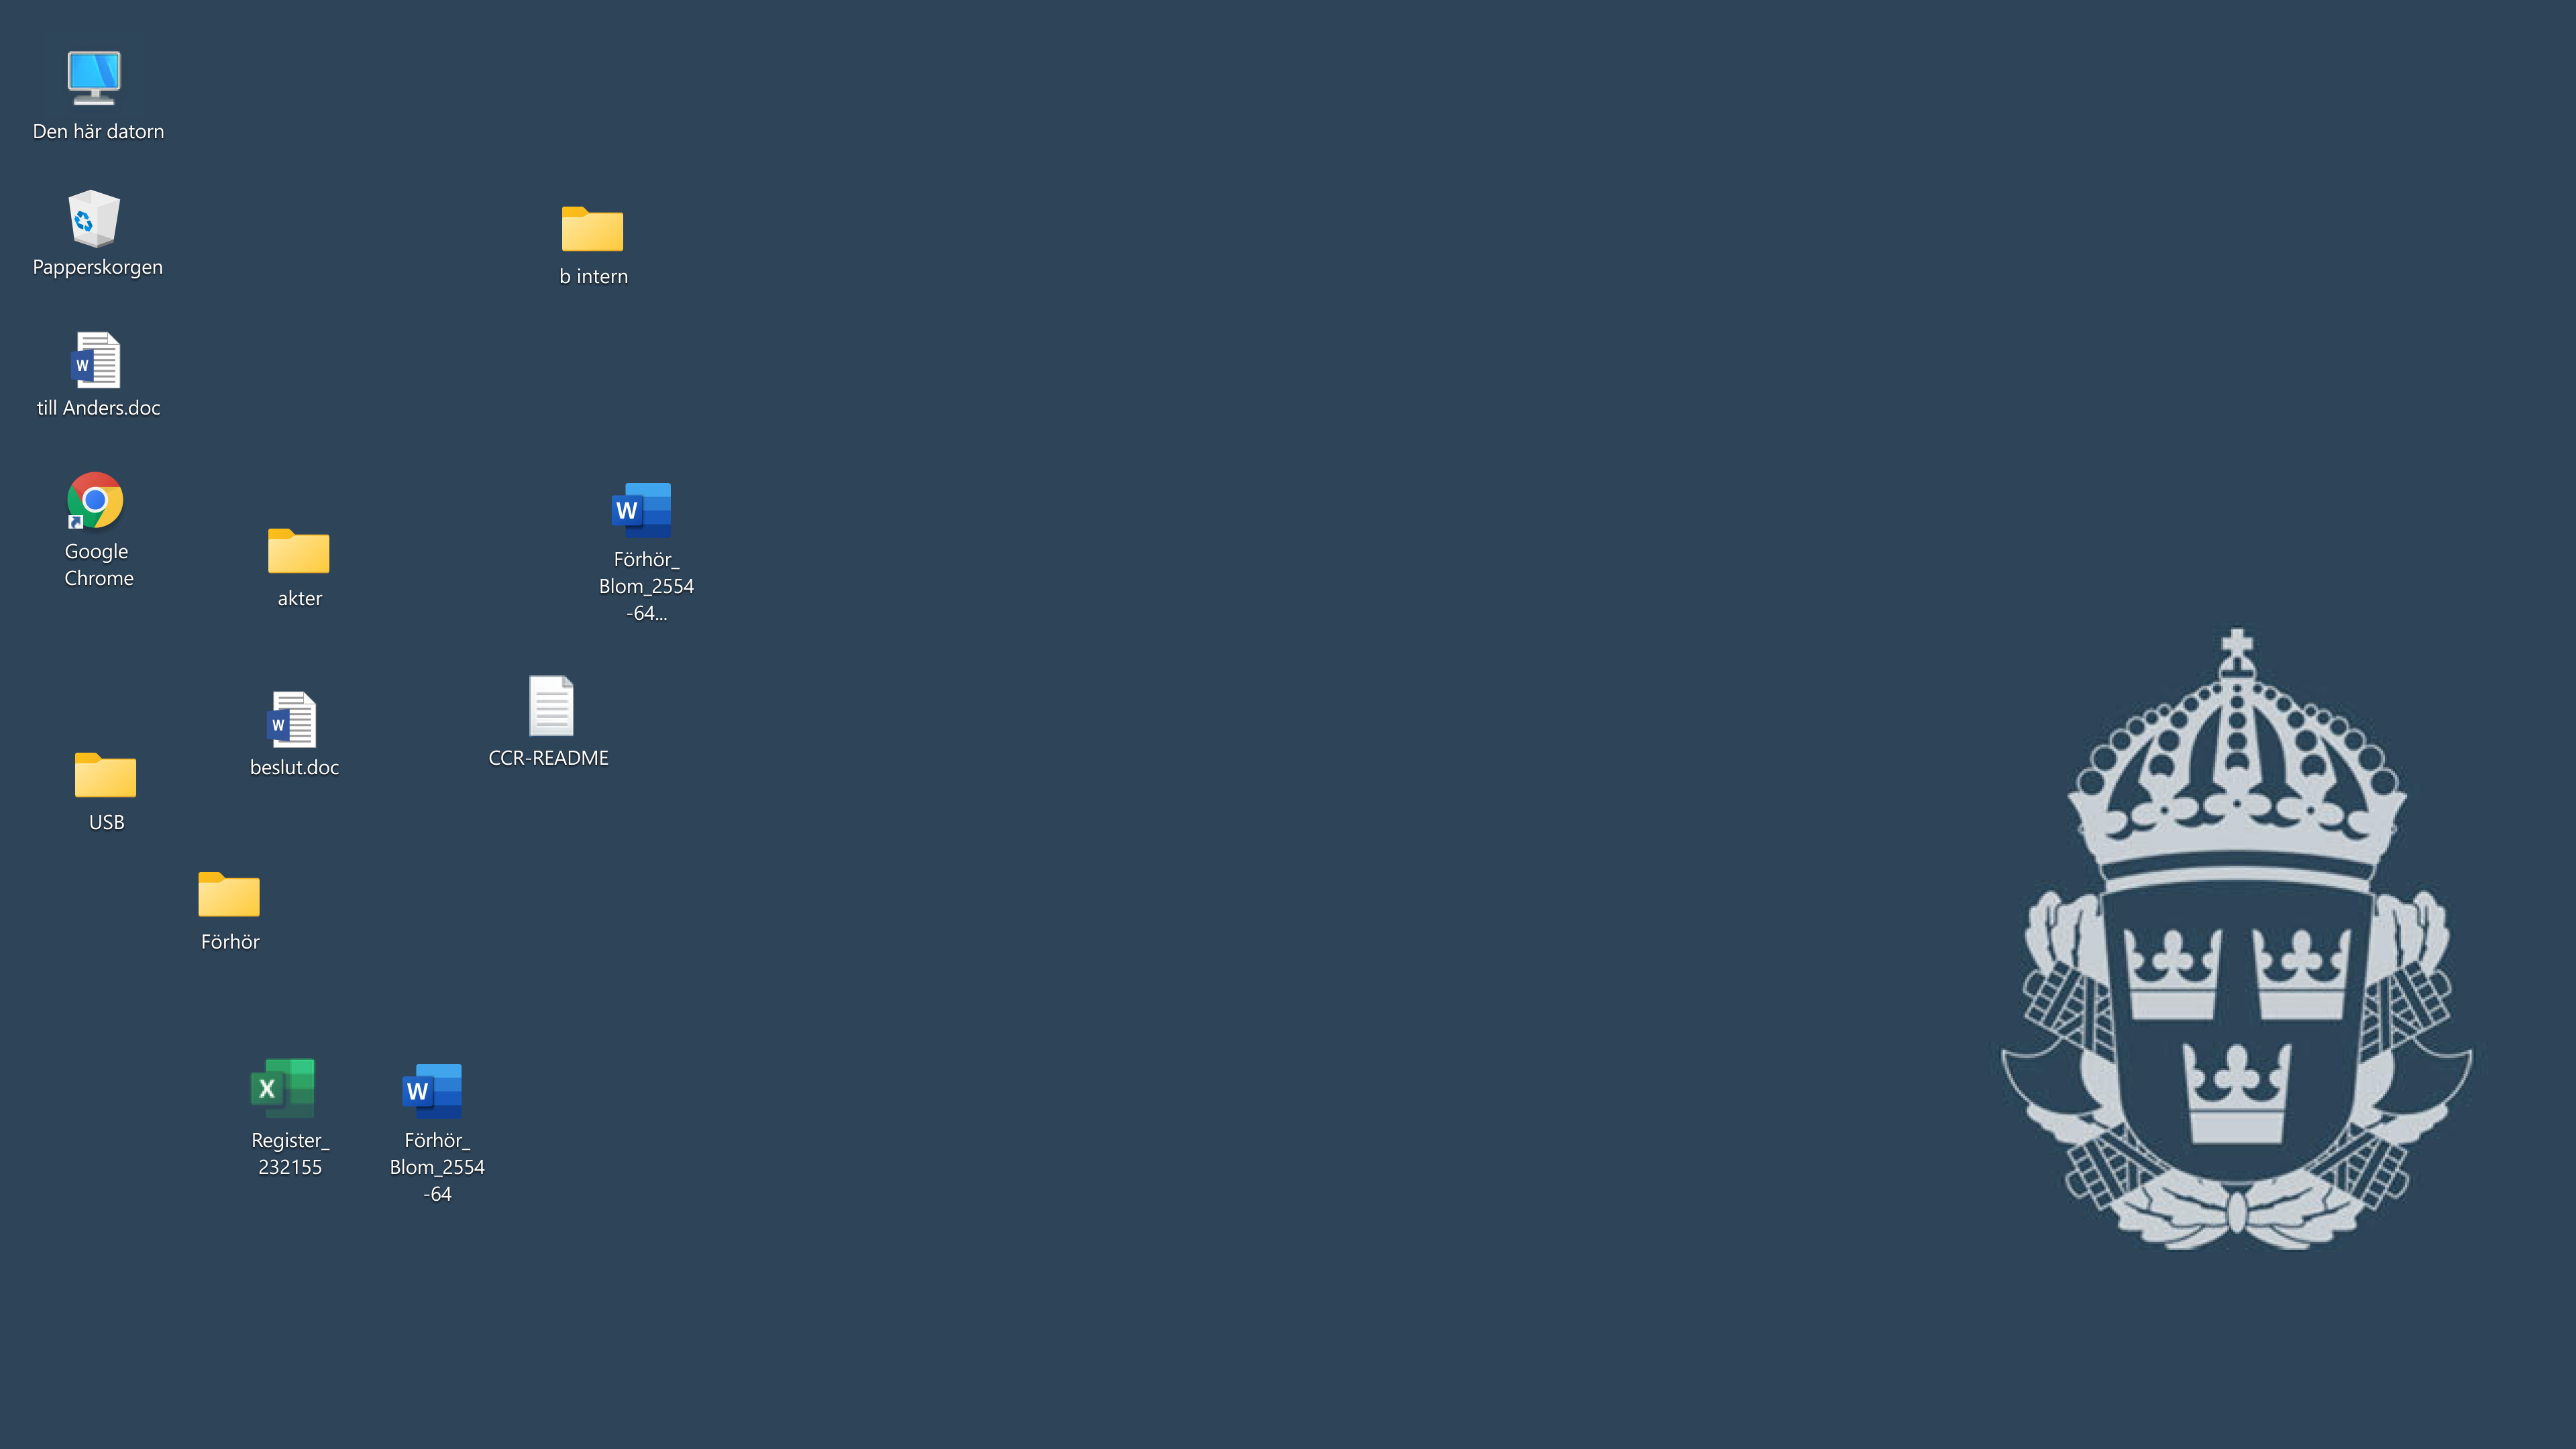 Den här datorn
Papperskorgen
b intern
till Anders.doc
Google
Chrome
akter
Förhör_
Blom_2554
-64...
beslut.doc
CCR-README
USB
Förhör
Register_
232155
Förhör_
Blom_2554
-64